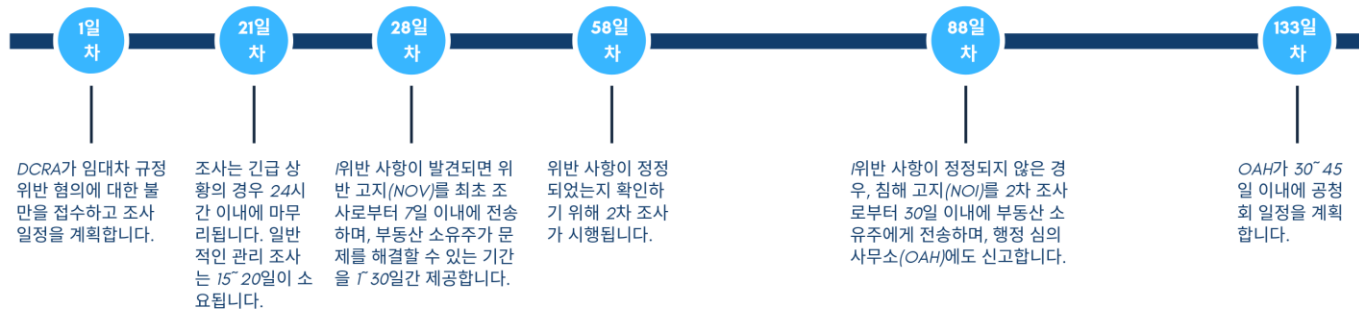 1일
차
21일
차
28일
차
58일
차
88일
차
133일
차
DCRA가 임대차 규정
위반 혐의에 대한 불
만을 접수하고 조사
일정을 계획합니다.
조사는 긴급 상
황의 경우 24시
간 이내에 마무
리됩니다. 일반
적인 관리 조사
는 15~20일이 소
요됩니다.
I위반 사항이 발견되면 위
반 고지(NOV)를 최초 조
사로부터 7일 이내에 전송
하며, 부동산 소유주가 문
제를 해결할 수 있는 기간
을 1~30일간 제공합니다.
위반 사항이 정정
되었는지 확인하
기 위해 2차 조사
가 시행됩니다.
I위반 사항이 정정되지 않은 경
우, 침해 고지(NOI)를 2차 조사
로부터 30일 이내에 부동산 소
유주에게 전송하며, 행정 심의
사무소(OAH)에도 신고합니다.
OAH가 30~45
일 이내에 공청
회 일정을 계획
합니다.